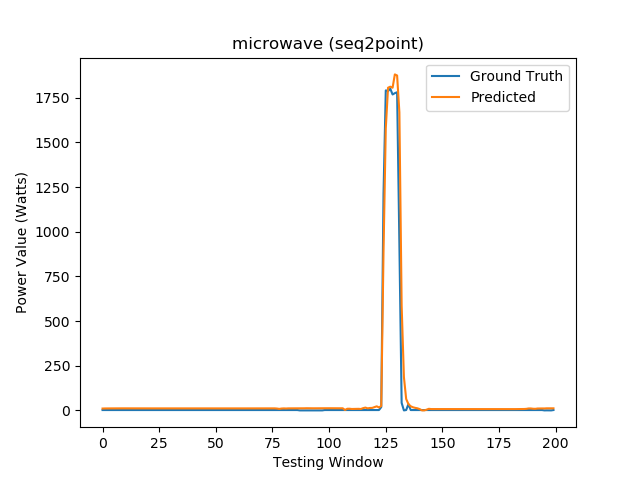 microwave (seq2point)
Ground Truth
Predicted
Power Value (Watts)
1750
1500
1250
1000
750
500
250
0
0 25 50 75 100 125 150 175 200
Testing Window